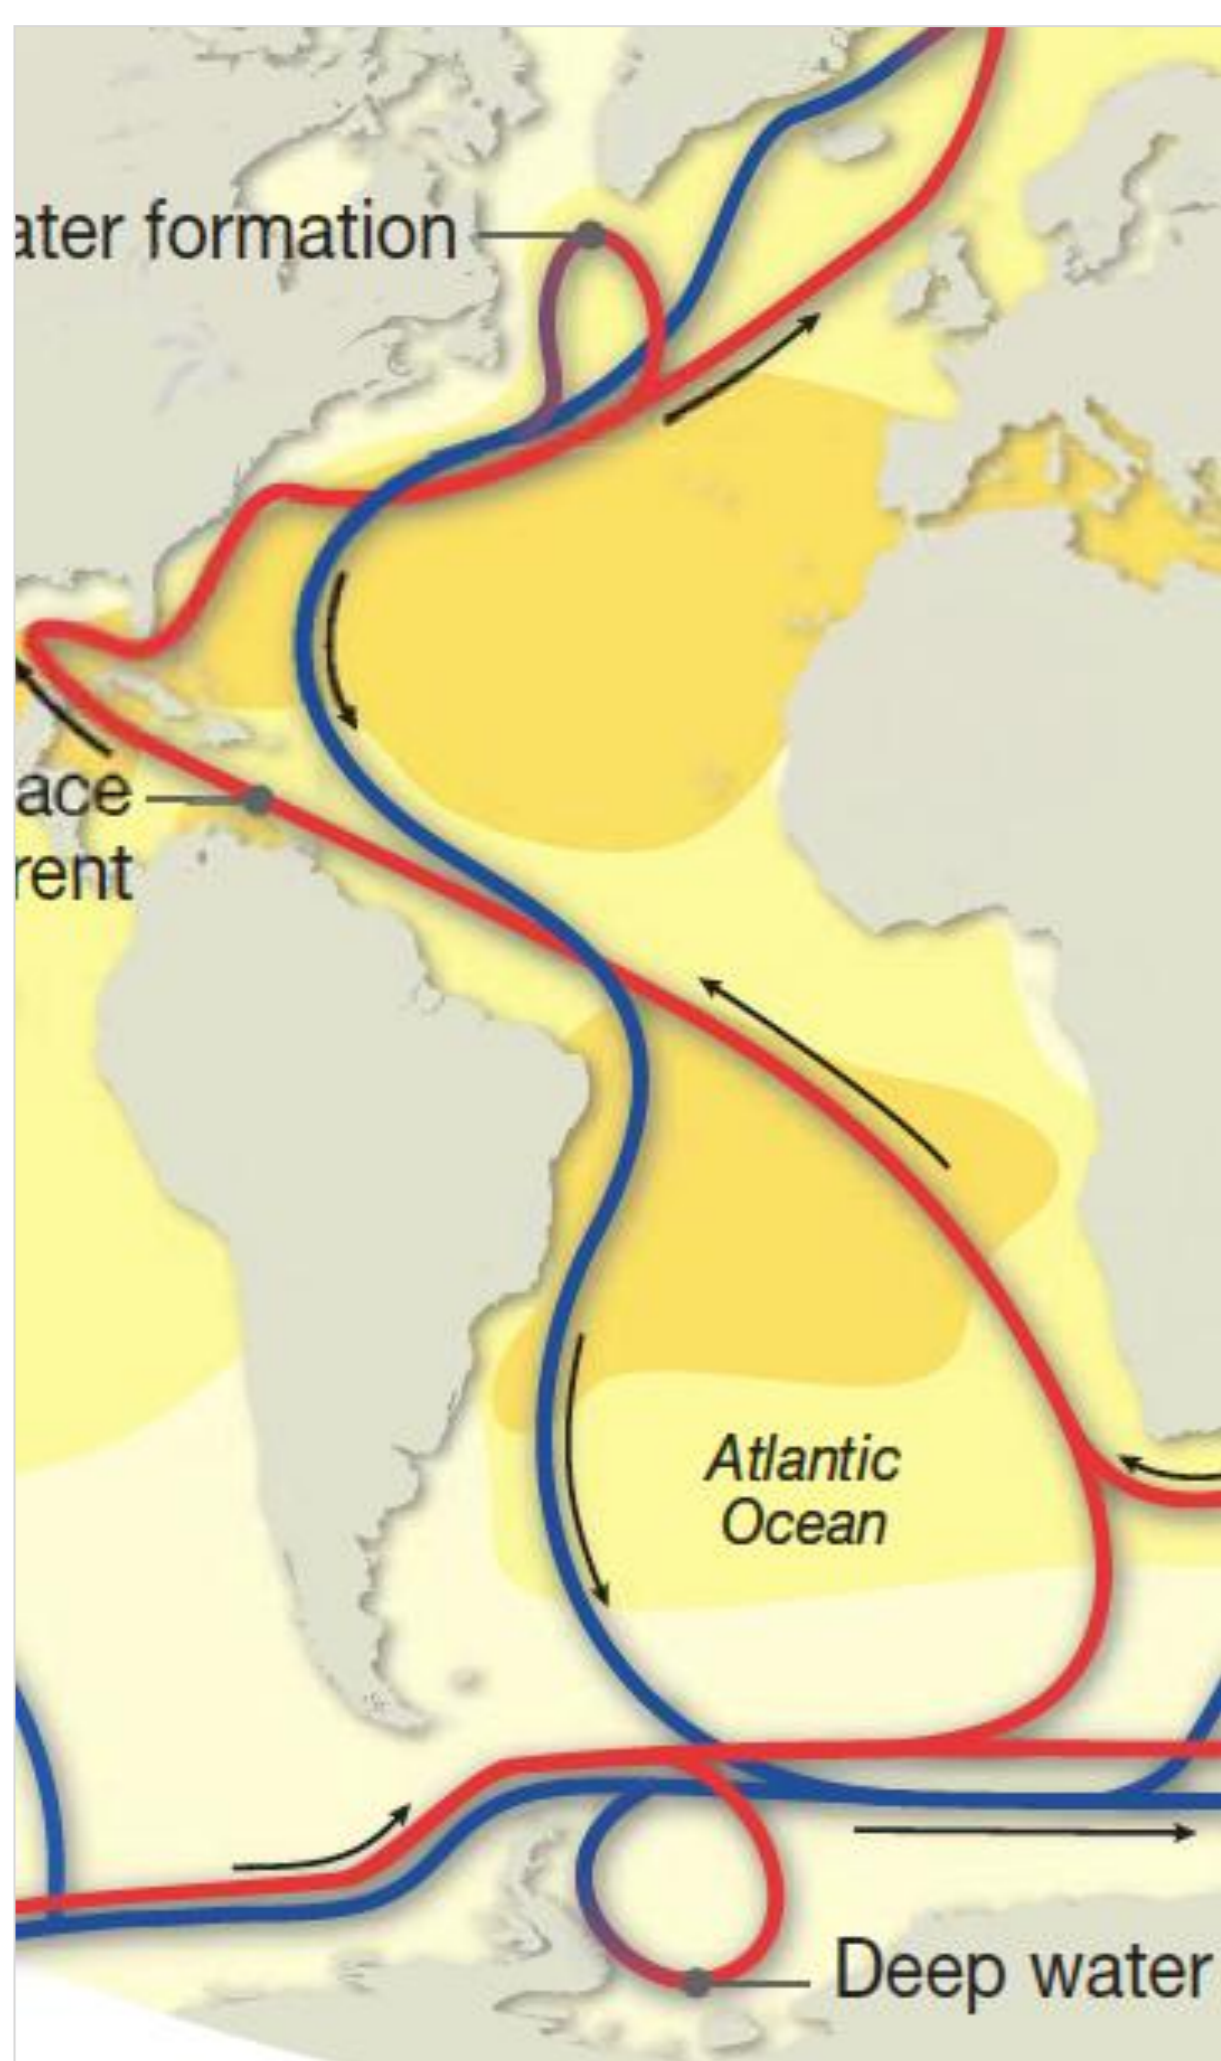 ater formation
ace
rent
Atlantic
Ocean
Deep water